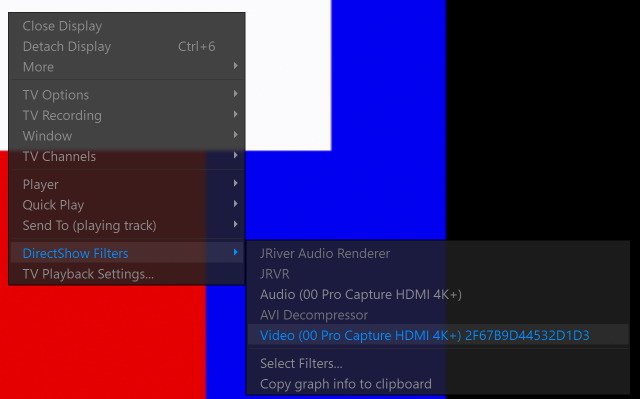 Close Display
Detach Display Ctrl+6
More
TV Options
TV Recording
Window
TV Channels
Player
Quick Play
Send To (playing track)
DirectShow Filters
TV Playback Settings...
JRiver Audio Renderer
JRVR
Audio (00 Pro Capture HDMI 4K+)
AVI Decompressor
Video (00 Pro Capture HDMI 4K+) 2F67B9D44532D1D3
Select Filters...
Copy graph info to clipboard